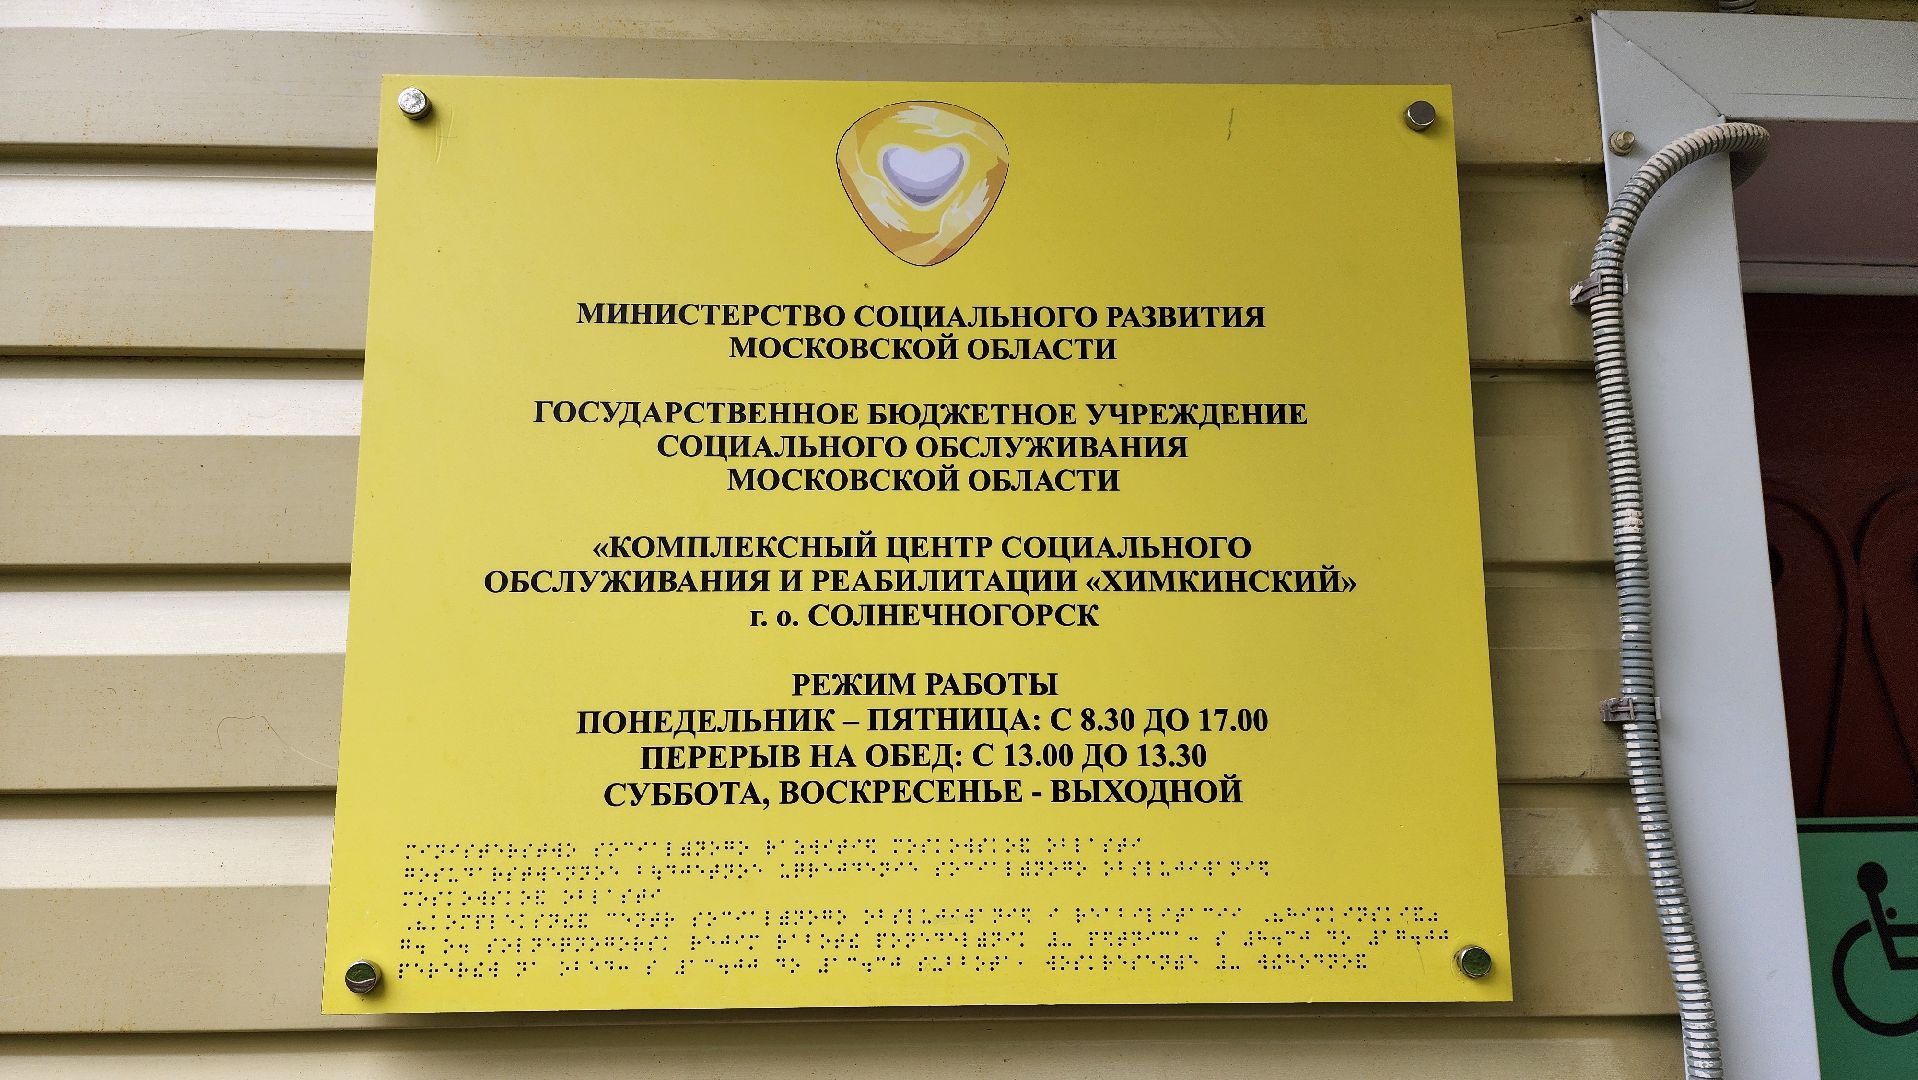 МИНИСТЕРСТВО СОЦИАЛЬНОГО РАЗВИТИЯ
МОСКОВСКОЙ ОБЛАСТИ
ГОСУДАРСТВЕННОЕ БЮДЖЕТНОЕ УЧРЕЖДЕНИЕ
СОЦИАЛЬНОГО ОБСЛУЖИВАНИЯ
МОСКОВСКОЙ ОБЛАСТИ
«КОМПЛЕКСНЫЙ ЦЕНТР СОЦИАЛЬНОГО
ОБСЛУЖИВАНИЯ И РЕАБИЛИТАЦИИ «ХИМКИНСКИЙ»
г. о. СОЛНЕЧНОГОРСК
РЕЖИМ РАБОТЫ
ПОНЕДЕЛЬНИК – ПЯТНИЦА: С 8.30 ДО 17.00
ПЕРЕРЫВ НА ОБЕД: С 13.00 ДО 13.30
СУББОТА, ВОСКРЕСЕНЬЕ - ВЫХОДНОЙ